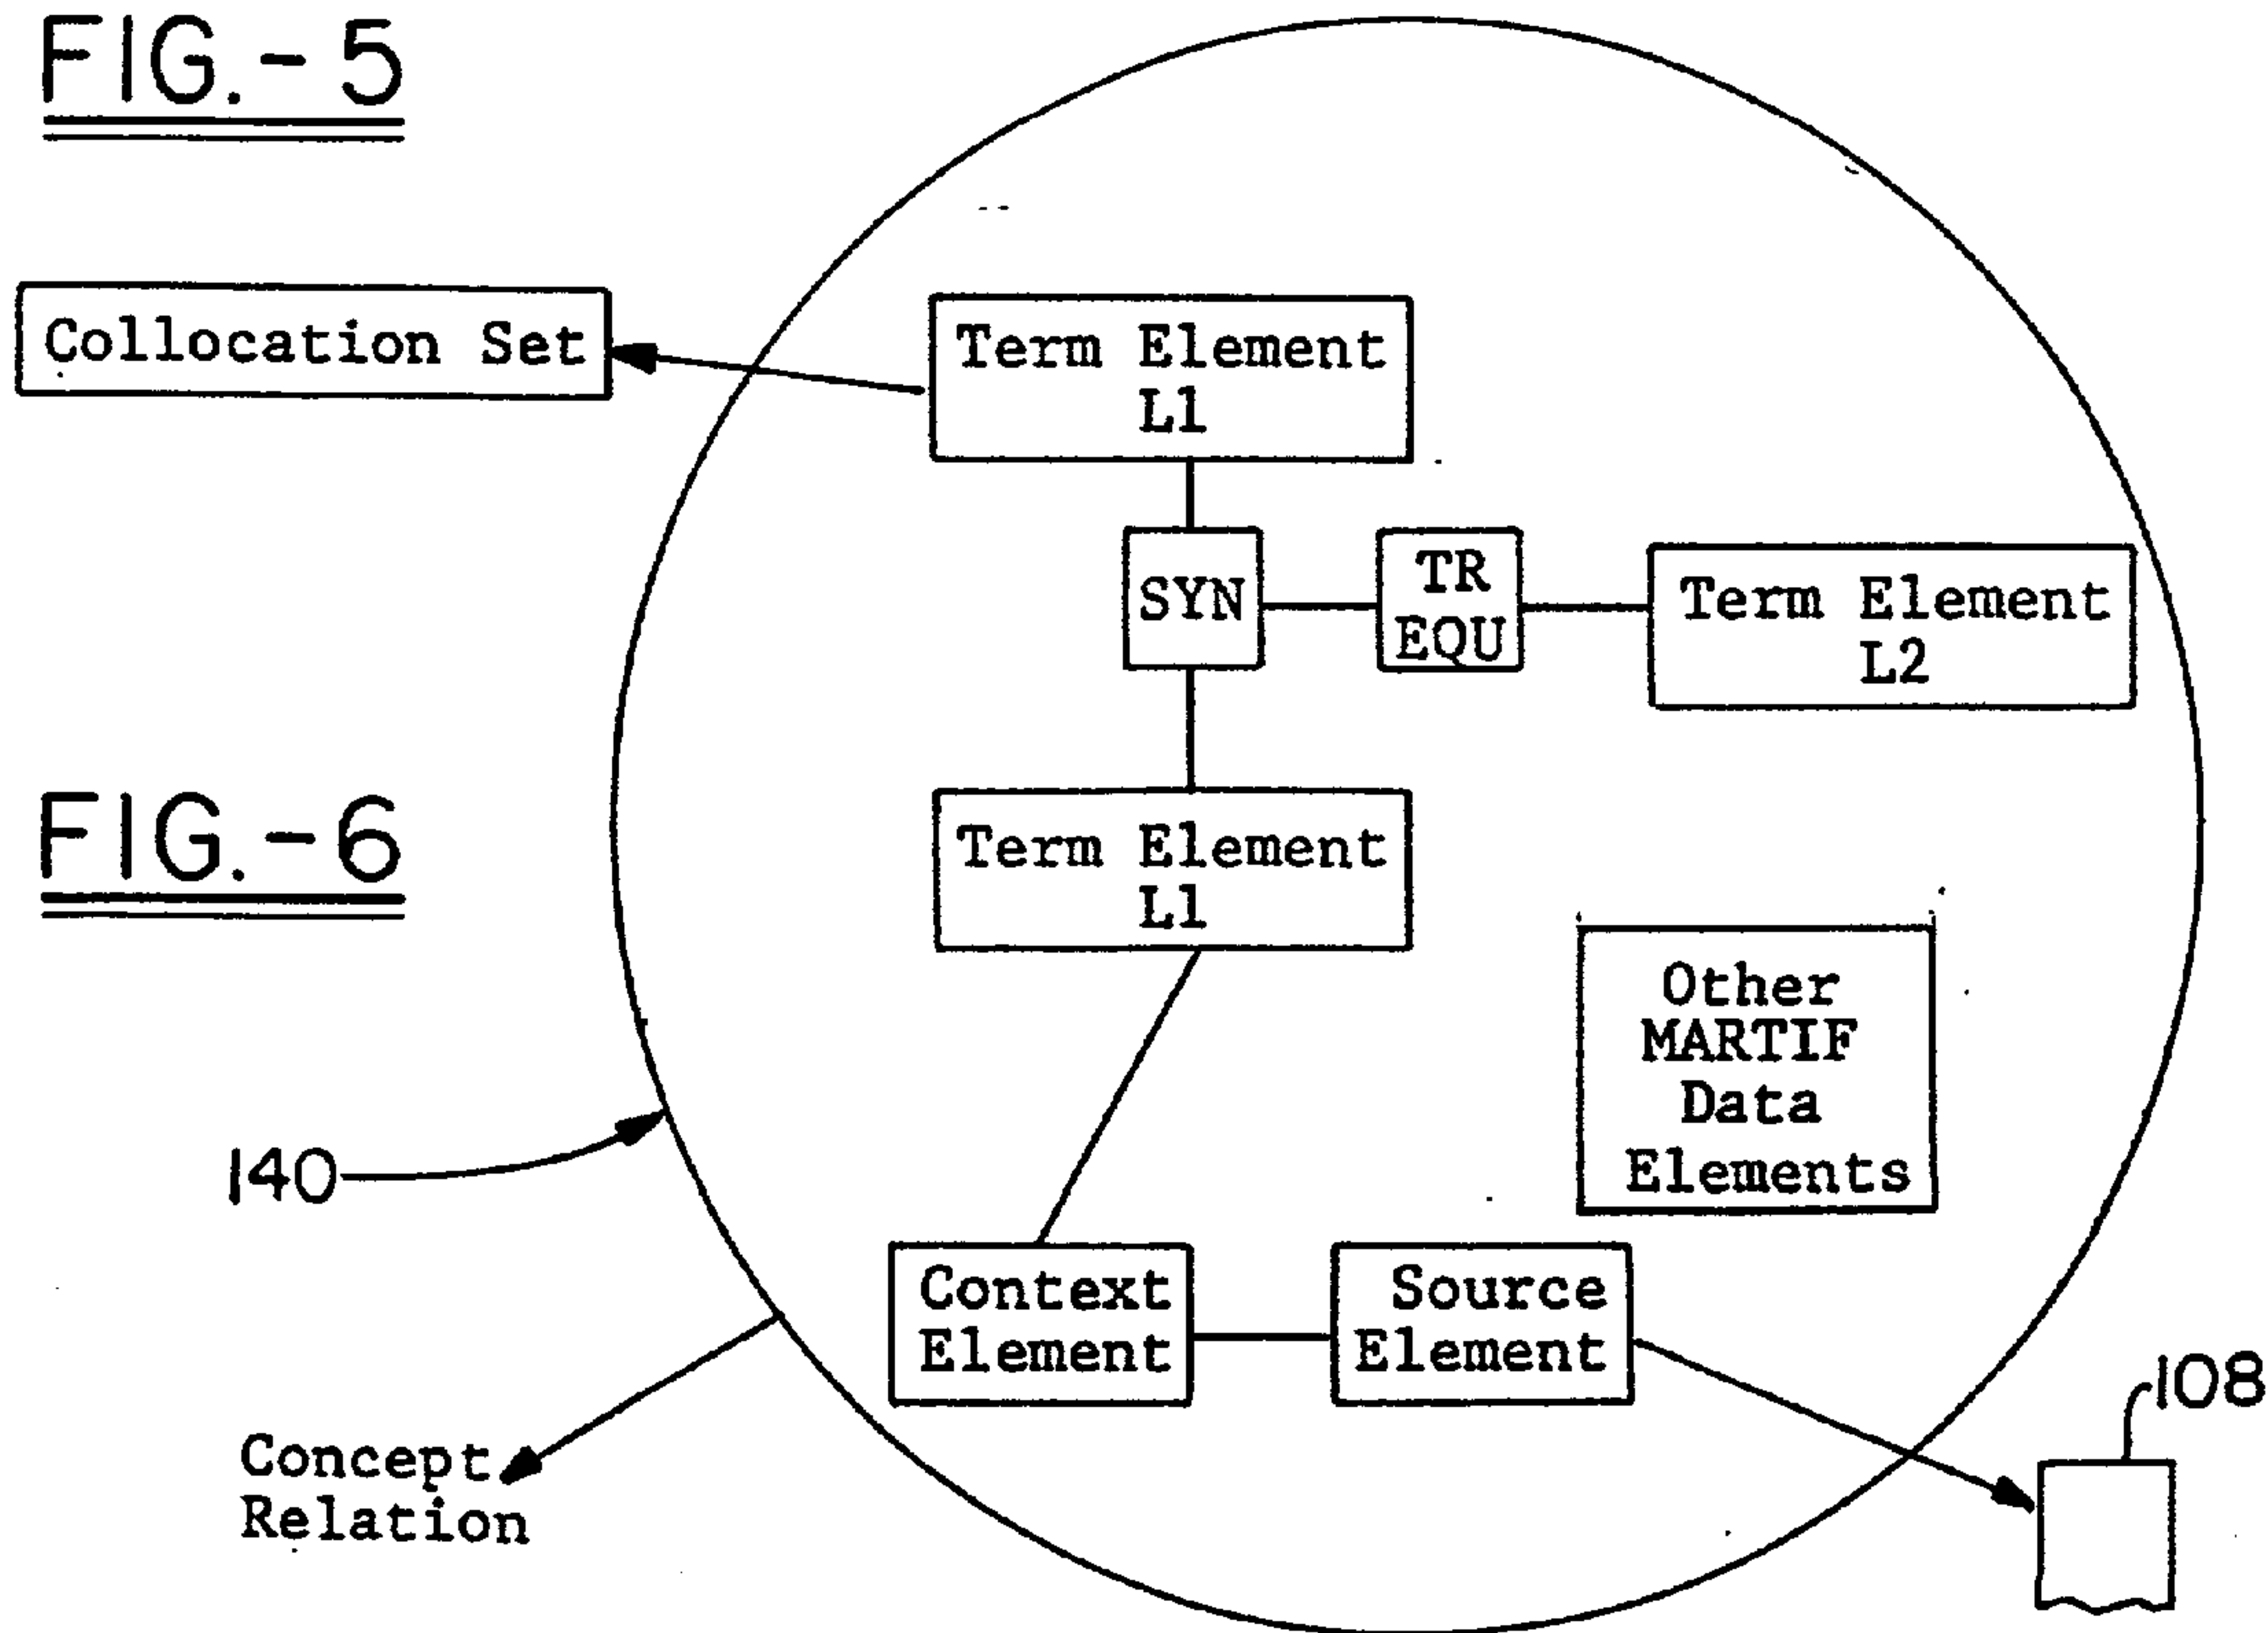 FIG.-5
Collocation Set
Term Element
L1
SYN
TR
EQU
Term Element
L2
FIG.-6
Term Element
L1
Other
MARTIF
Data
Elements
140
Context
Element
Source
Element
108
Concept
Relation